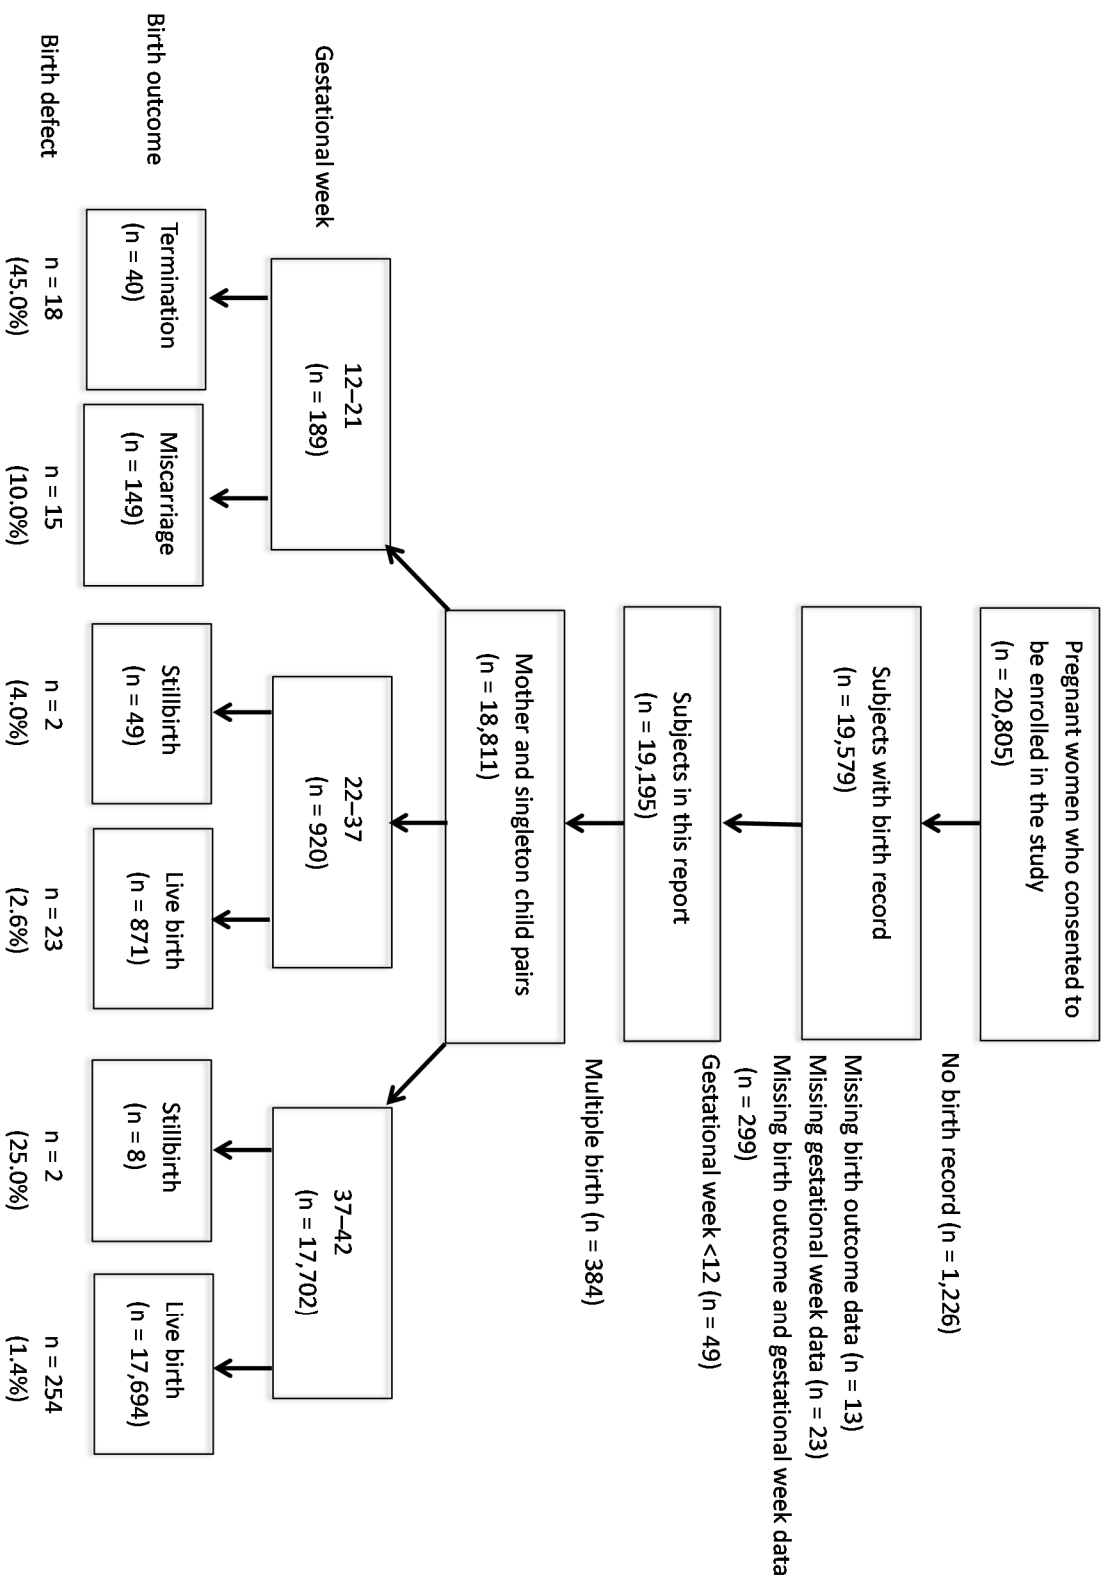 Pregnant women who consented to
be enrolled in the study
(n = 20,805)
No birth record (n = 1,226)
Subjects with birth record
(n = 19,579)
Missing birth outcome data (n = 13)
Missing gestational week data (n = 23)
Missing birth outcome and gestational week data
(n = 299)
Gestational week <12 (n = 49)
Subjects in this report
(n = 19,195)
Multiple birth (n = 384)
Mother and singleton child pairs
(n = 18,811)
Gestational week
12–21
(n = 189)
22–37
(n = 920)
37–42
(n = 17,702)
Birth outcome
Termination
(n = 40)
Miscarriage
(n = 149)
Stillbirth
(n = 49)
Live birth
(n = 871)
Stillbirth
(n = 8)
Live birth
(n = 17,694)
Birth defect
n = 18
(45.0%)
n = 15
(10.0%)
n = 2
(4.0%)
n = 23
(2.6%)
n = 2
(25.0%)
n = 254
(1.4%)